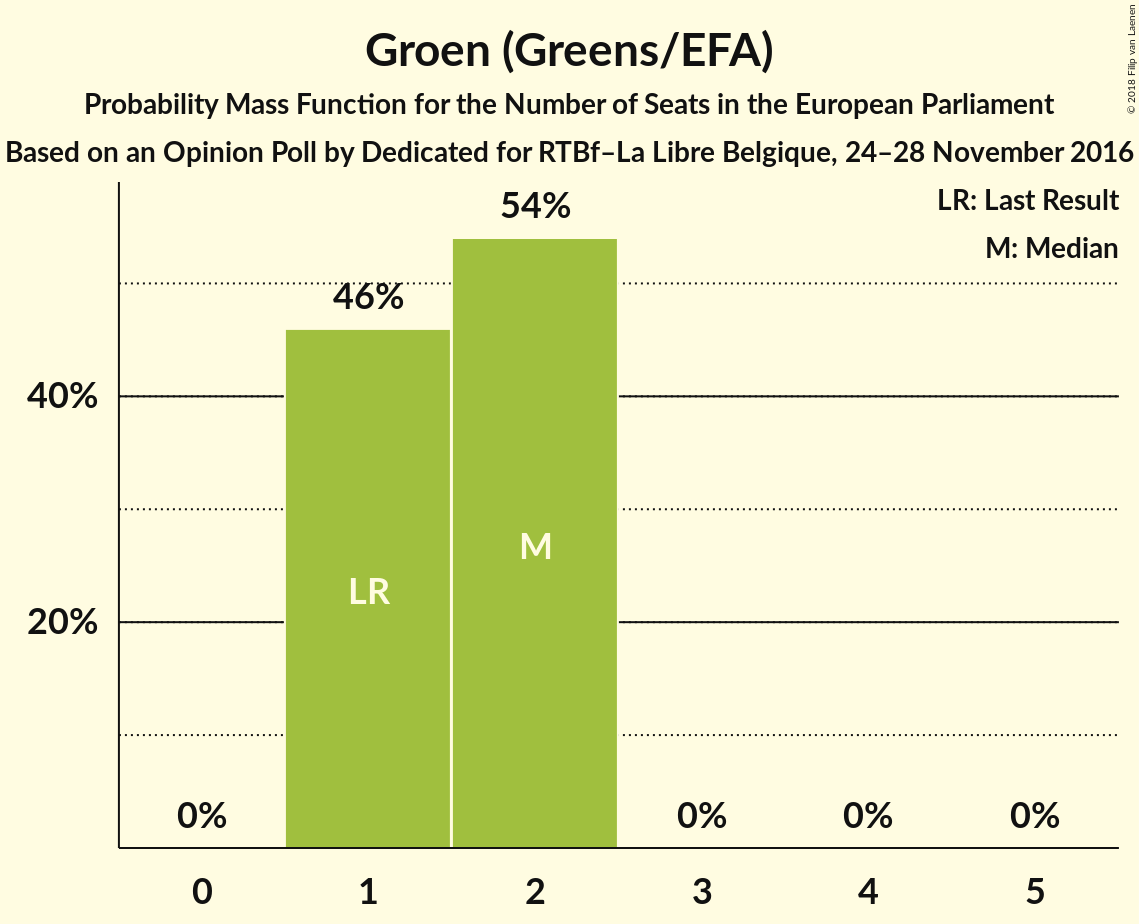 Groen (Greens/EFA)
Probability Mass Function for the Number of Seats in the European Parliament
Based on an Opinion Poll by Dedicated for RTBf–La Libre Belgique, 24–28 November 2016
© 2018 Filip van Laenen
LR: Last Result
M: Median
54%
46%
40%
20%
LR
M
0%
0%
0%
0%
0
1
2
3
4
5